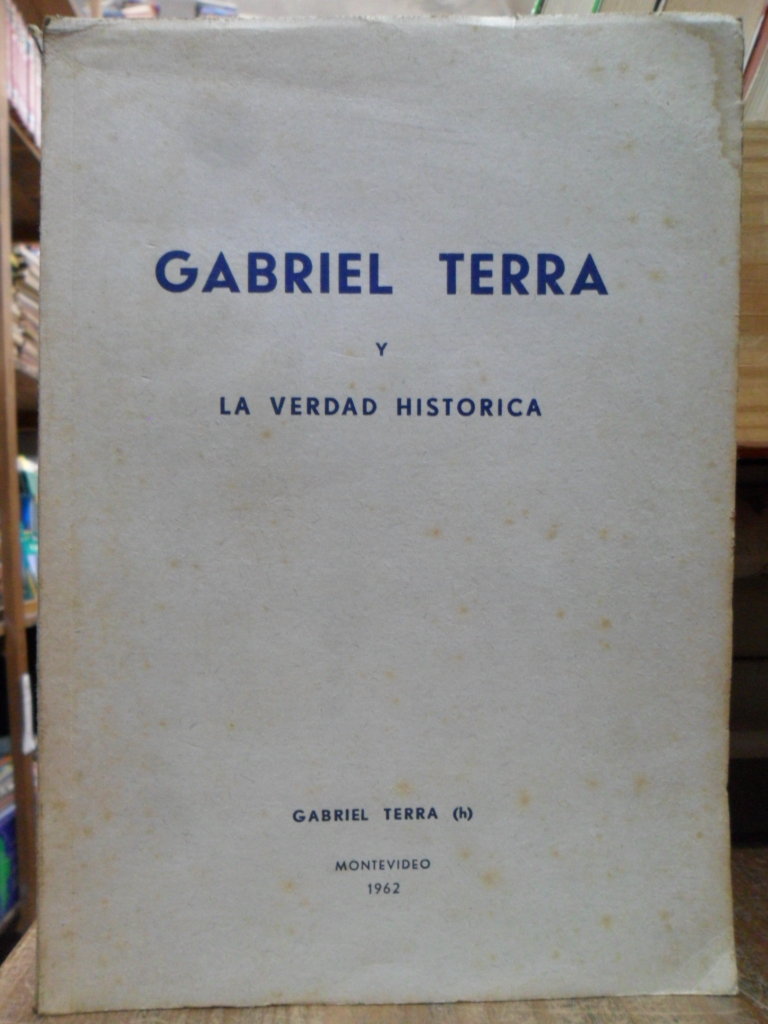 GABRIEL TERRA
Y
LA VERDAD HISTORICA
GABRIEL TERRA (h)
MONTEVIDEO
1962